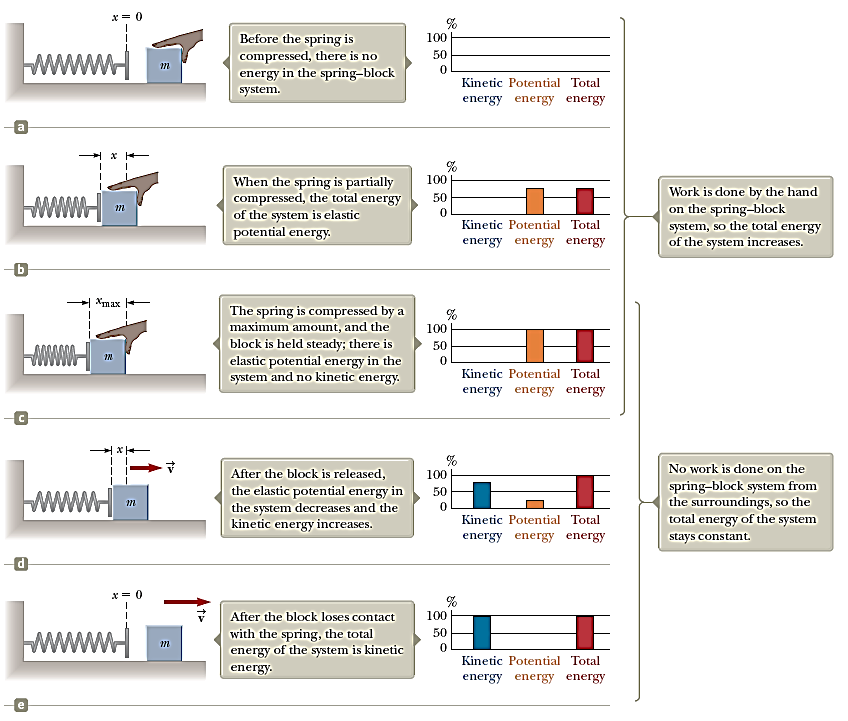 x = 0
m
Before the spring is
compressed, there is no
energy in the spring–block
system.
%
100
50
0
Kinetic Potential Total
energy energy energy
a
x
m
When the spring is partially
compressed, the total energy
of the system is elastic
potential energy.
%
100
50
0
Kinetic Potential Total
energy energy energy
b
Work is done by the hand
on the spring–block
system, so the total energy
of the system increases.
xmax
m
The spring is compressed by a
maximum amount, and the
block is held steady; there is
elastic potential energy in the
system and no kinetic energy.
%
100
50
0
Kinetic Potential Total
energy energy energy
c
x
v
m
After the block is released,
the elastic potential energy in
the system decreases and the
kinetic energy increases.
%
100
50
0
Kinetic Potential Total
energy energy energy
d
No work is done on the
spring–block system from
the surroundings, so the
total energy of the system
stays constant.
x = 0
v
m
After the block loses contact
with the spring, the total
energy of the system is kinetic
energy.
%
100
50
0
Kinetic Potential Total
energy energy energy
e